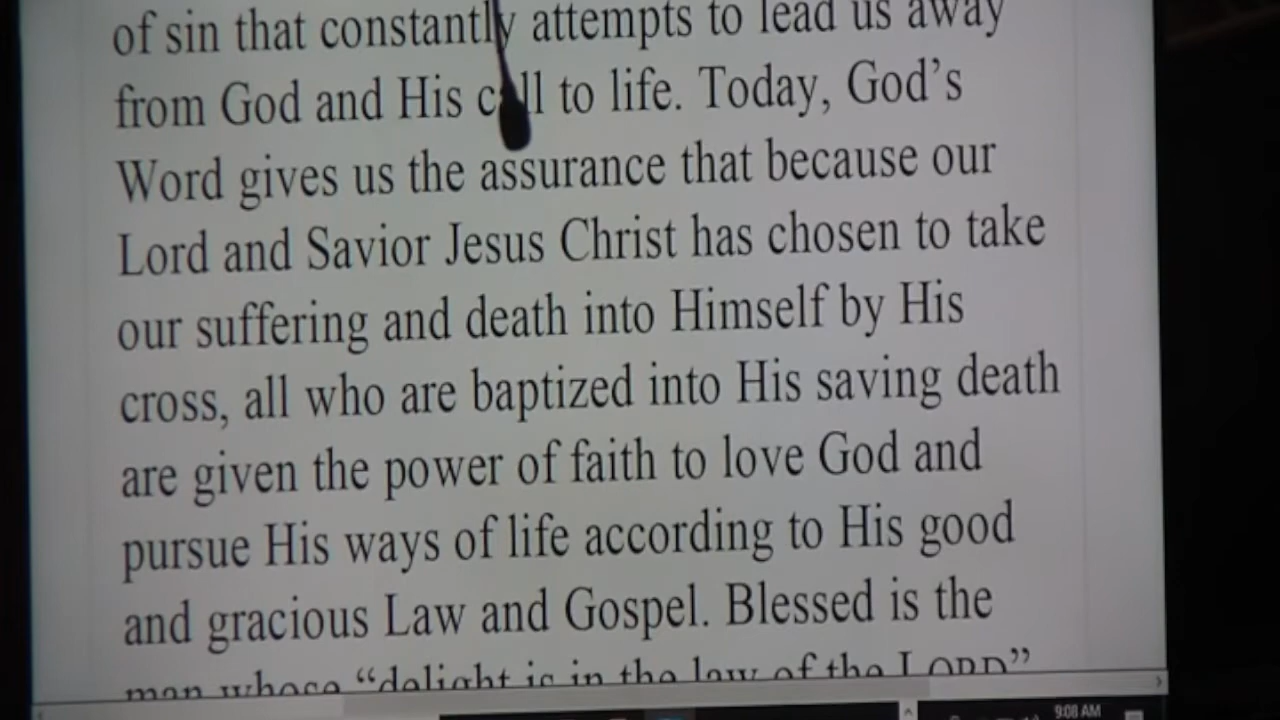 of sin that constantly attempts to lead us away
from God and His call to life. Today, God’s
Word gives us the assurance that because our
Lord and Savior Jesus Christ has chosen to take
our suffering and death into Himself by His
cross, all who are baptized into His saving death
are given the power of faith to love God and
pursue His ways of life according to His good
and gracious Law and Gospel. Blessed is the
man whose “delight is in the law of the LORD”
9:08 AM